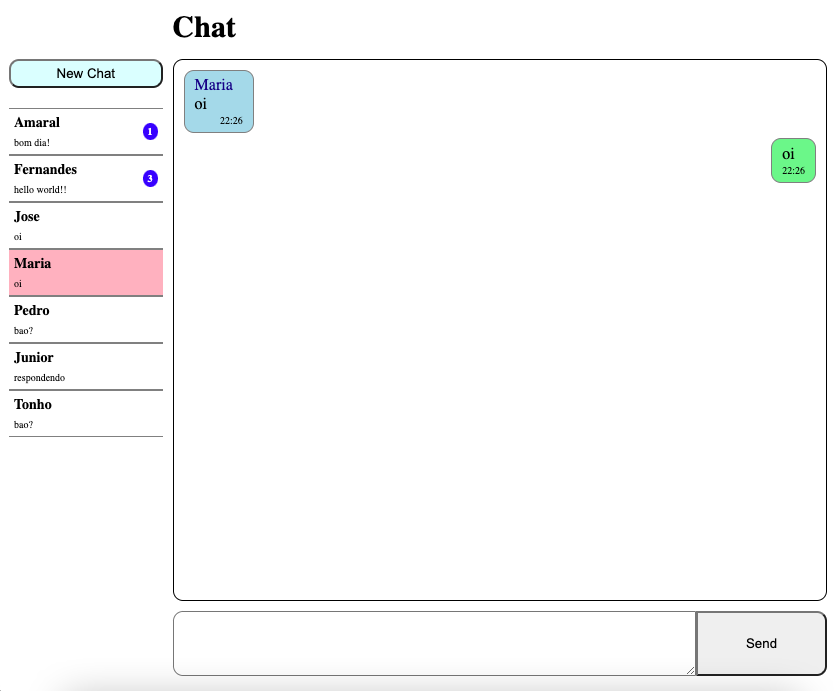 Chat
New Chat
Amaral
bom dia!
1
Fernandes
hello world!!
3
Jose
oi
Maria
oi
Pedro
bao?
Junior
respondendo
Tonho
bao?
Maria
oi
22:26
oi
22:26
Send